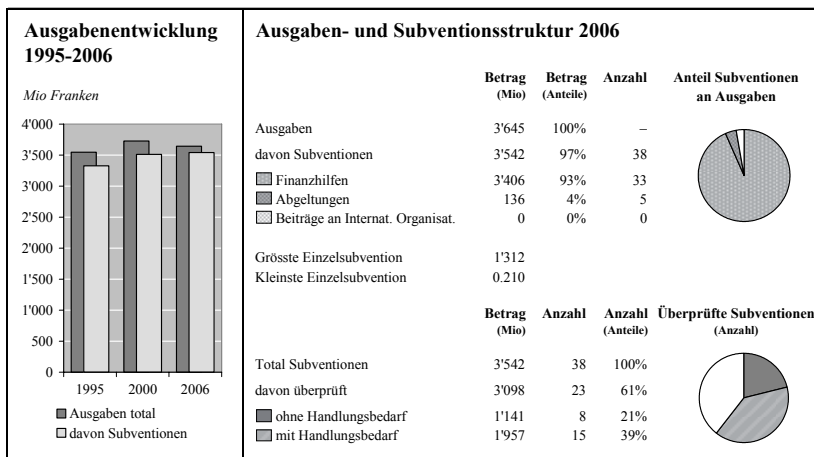 Ausgabenentwicklung
1995-2006
Mio Franken
4'000
3'500
3'000
2'500
2'000
1'500
1'000
500
0
1995 2000 2006
Ausgaben total
davon Subventionen
Ausgaben- und Subventionsstruktur 2006
Betrag Betrag Anzahl Anteil Subventionen
(Mio) (Anteile) an Ausgaben
Ausgaben 3'645 100% –
davon Subventionen 3'542 97% 38
Finanzhilfen 3'406 93% 33
Abgeltungen 136 4% 5
Beiträge an Internat. Organisat. 0 0% 0
Grösste Einzelsubvention 1'312
Kleinste Einzelsubvention 0.210
Betrag Anzahl Anzahl Überprüfte Subventionen
(Mio) (Anteile) (Anzahl)
Total Subventionen 3'542 38 100%
davon überprüft 3'098 23 61%
ohne Handlungsbedarf 1'141 8 21%
mit Handlungsbedarf 1'957 15 39%